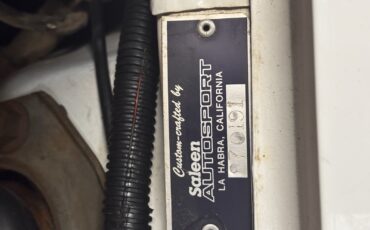 Custom-crafted by
Saleen
AUTOSPORT
LA HABRA, CALIFORNIA